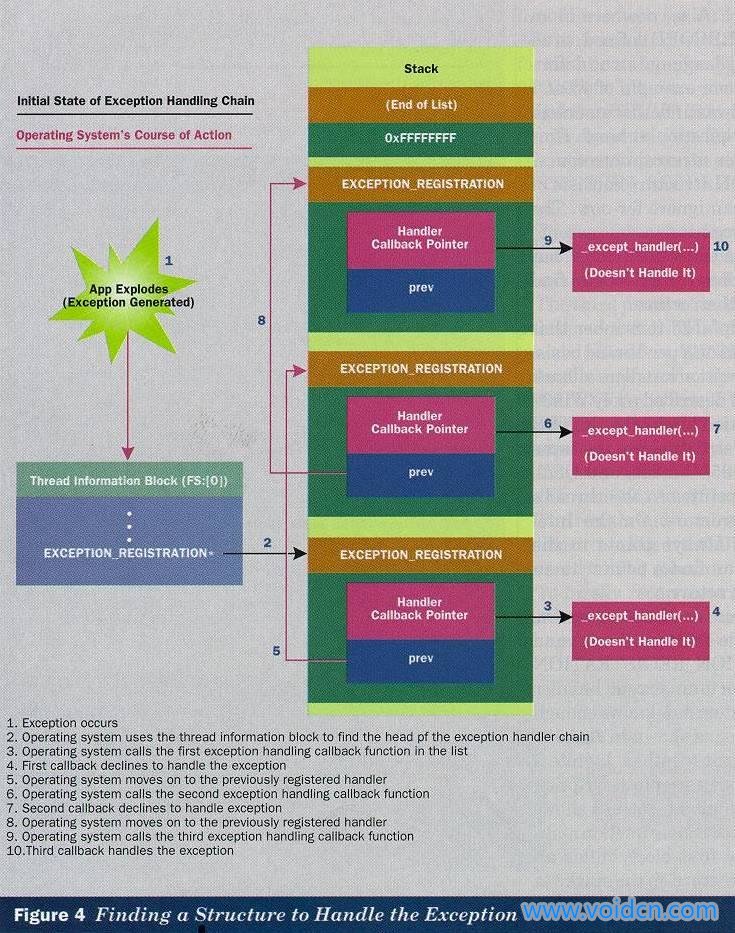 Stack
Initial State of Exception Handling Chain
(End of List)
Operating System's Course of Action
0xFFFFFFFF
EXCEPTION_REGISTRATION
Handler
Callback Pointer
prev
9
_except_handler(...)
(Doesn't Handle It)
10
1
App Explodes
(Exception Generated)
8
EXCEPTION_REGISTRATION
Handler
Callback Pointer
prev
6
_except_handler(...)
(Doesn't Handle It)
7
Thread Information Block (FS:[0])
EXCEPTION_REGISTRATION*
2
EXCEPTION_REGISTRATION
Handler
Callback Pointer
prev
3
_except_handler(...)
(Doesn't Handle It)
4
5
1. Exception occurs
2. Operating system uses the thread information block to find the head pf the exception handler chain
3. Operating system calls the first exception handling callback function in the list
4. First callback declines to handle the exception
5. Operating system moves on to the previously registered handler
6. Operating system calls the second exception handling callback function
7. Second callback declines to handle exception
8. Operating system moves on to the previously registered handler
9. Operating system calls the third exception handling callback function
10.Third callback handles the exception
Figure 4 Finding a Structure to Handle the Exception
www.voidcn.com